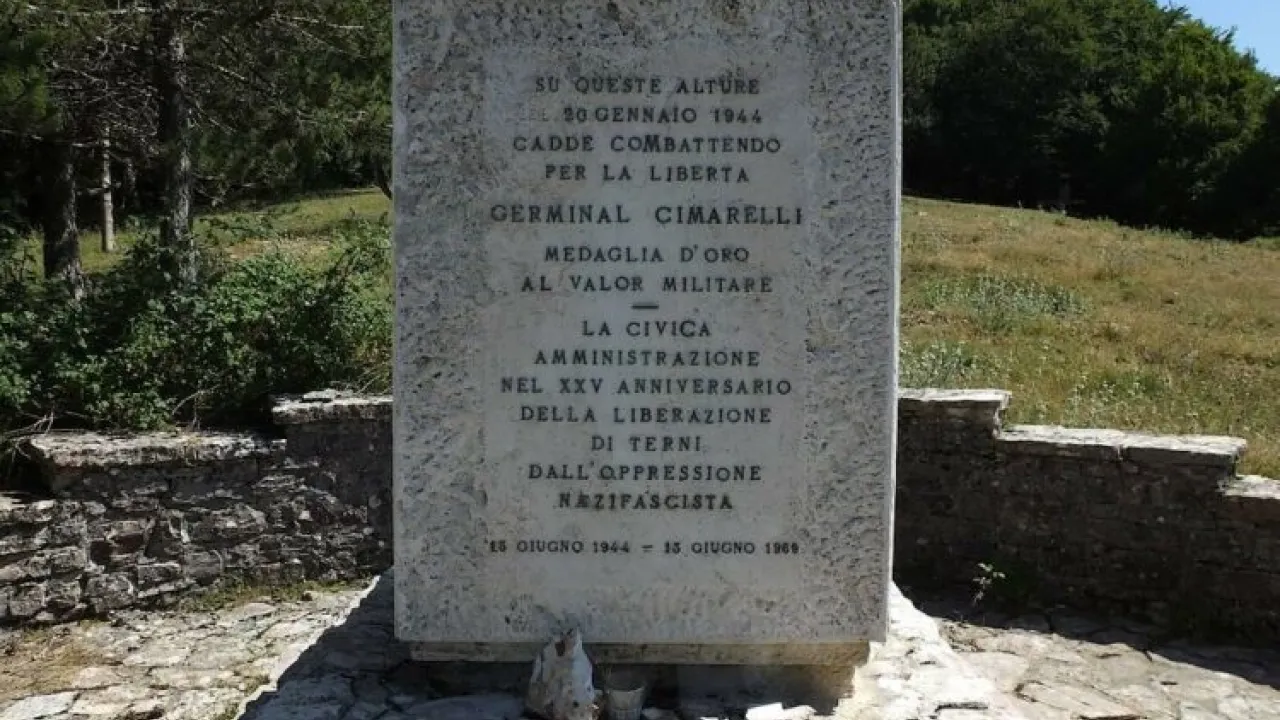 SU QUESTE ALTURE
IL 20 GENNAIO 1944
CADDE COMBATTENDO
PER LA LIBERTA
GERMINAL CIMARELLI
MEDAGLIA D'ORO
AL VALOR MILITARE
—
LA CIVICA
AMMINISTRAZIONE
NEL XXV ANNIVERSARIO
DELLA LIBERAZIONE
DI TERNI
DALL'OPPRESSIONE
NAZIFASCISTA
15 GIUGNO 1944 – 13 GIUGNO 1969